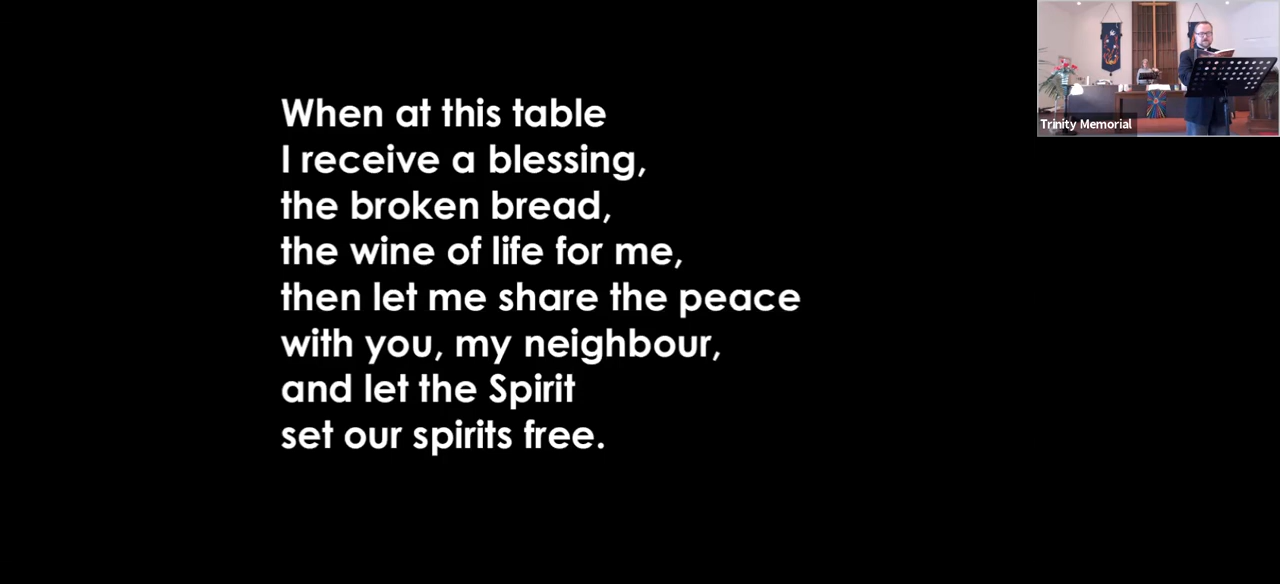 When at this table
I receive a blessing,
the broken bread,
the wine of life for me,
then let me share the peace
with you, my neighbour,
and let the Spirit
set our spirits free.
Trinity Memorial